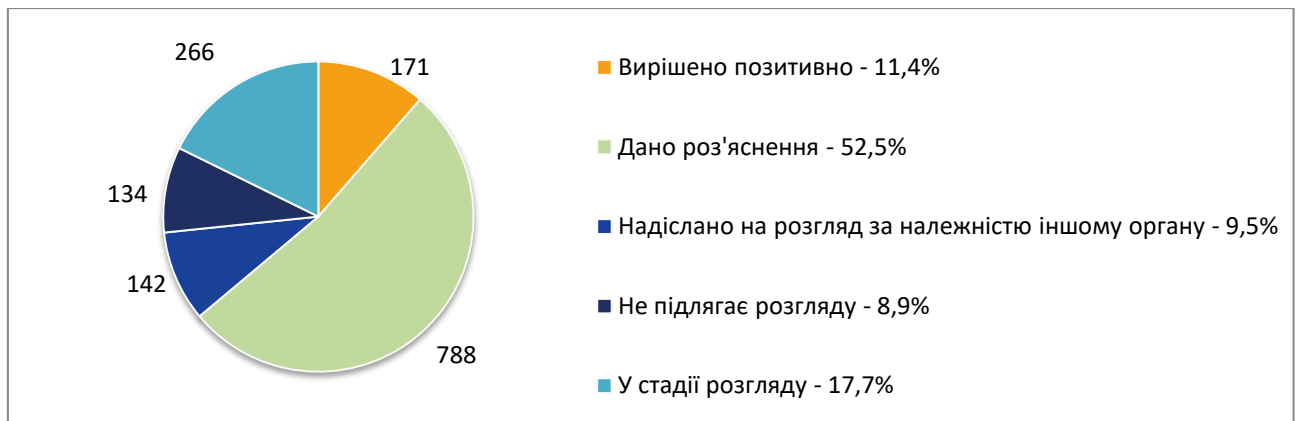 266
171
134
142
788
Вирішено позитивно - 11,4%
Дано роз'яснення - 52,5%
Надіслано на розгляд за належністю іншому органу - 9,5%
Не підлягає розгляду - 8,9%
У стадії розгляду - 17,7%